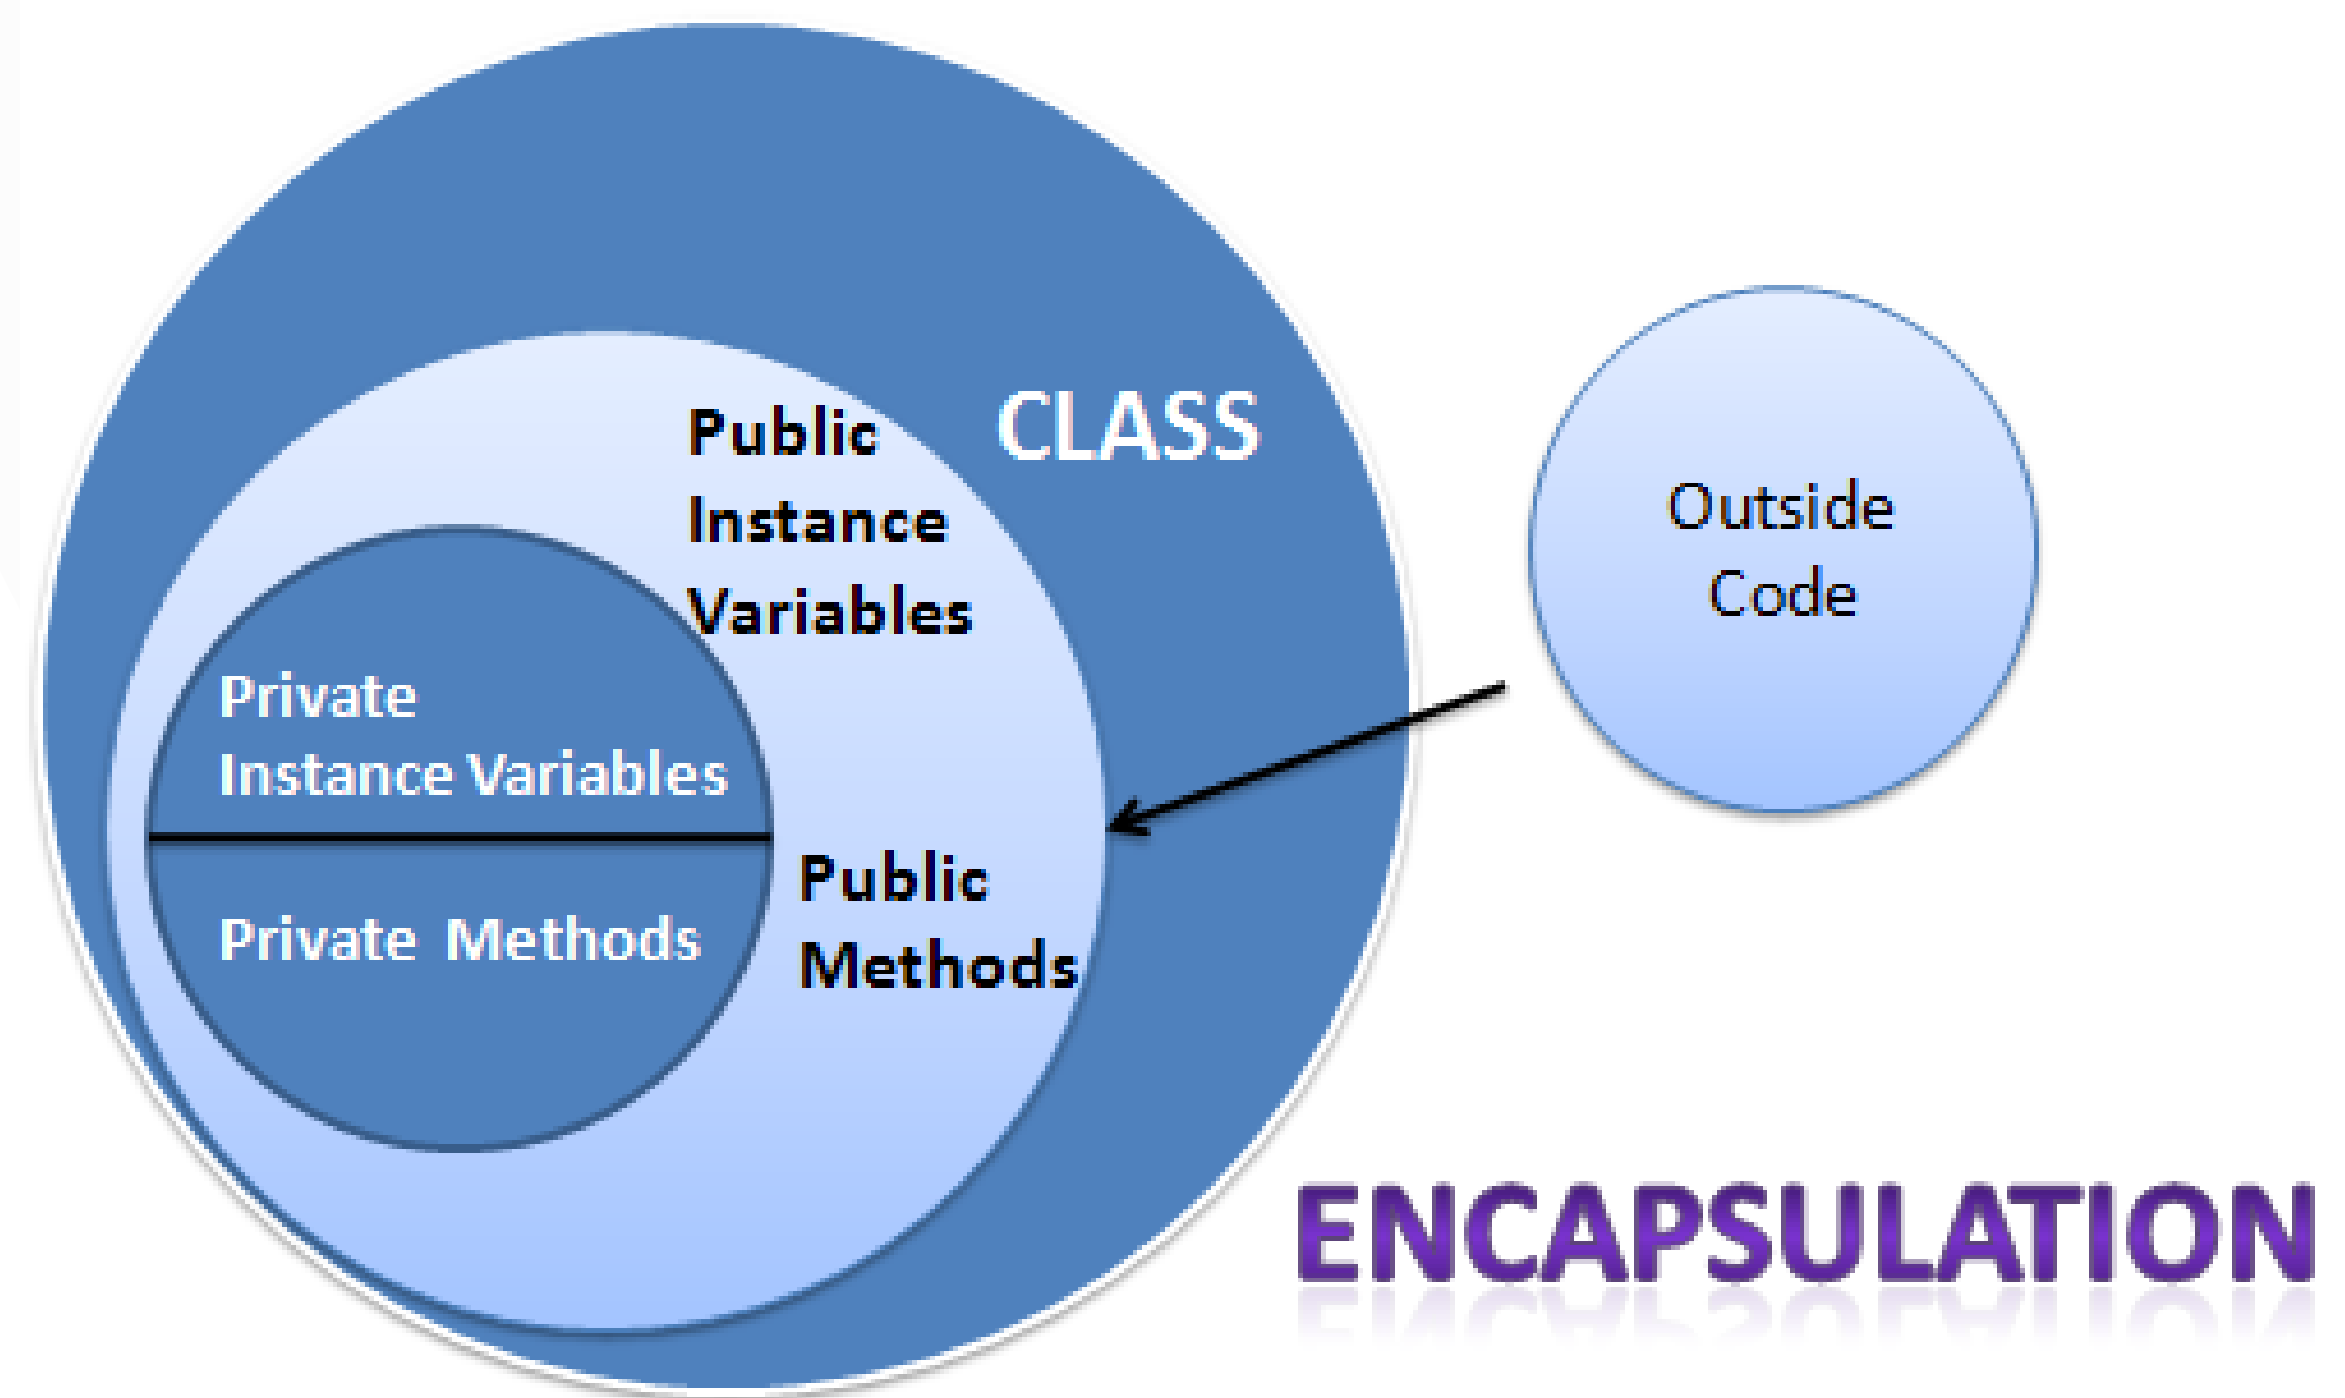 Public
Instance
Variables
CLASS
Private
Instance Variables
Private Methods
Public
Methods
Outside
Code
ENCAPSULATION